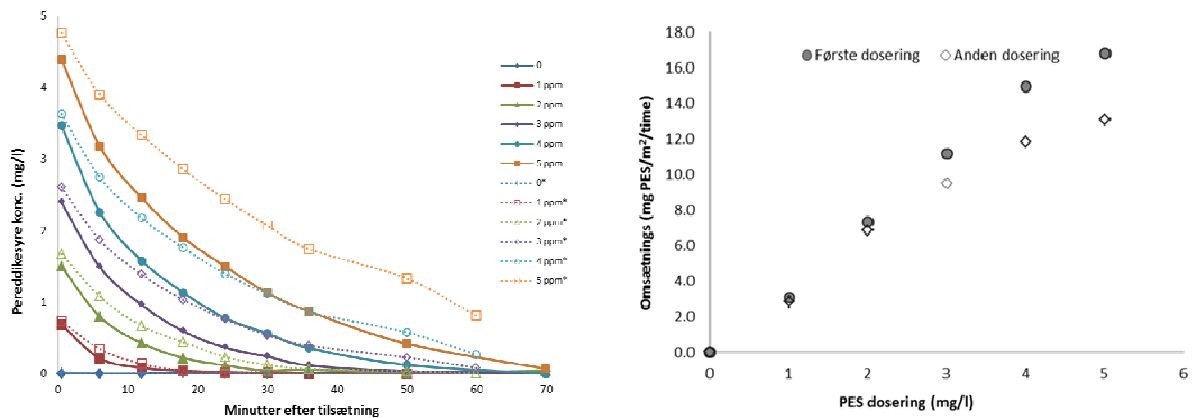 5
4
3
2
1
0
Pereddikesyre konc. (mg/l)
0 10 20 30 40 50 60 70
Minutter efter tilsætning
0
1 ppm
2 ppm
3 ppm
4 ppm
5 ppm
0*
1 ppm*
2 ppm*
3 ppm*
4 ppm*
5 ppm*
18.0
16.0
14.0
12.0
10.0
8.0
6.0
4.0
2.0
0.0
Omsætnings (mg PES/m²/time)
Første dosering Anden dosering
0 1 2 3 4 5 6
PES dosering (mg/l)